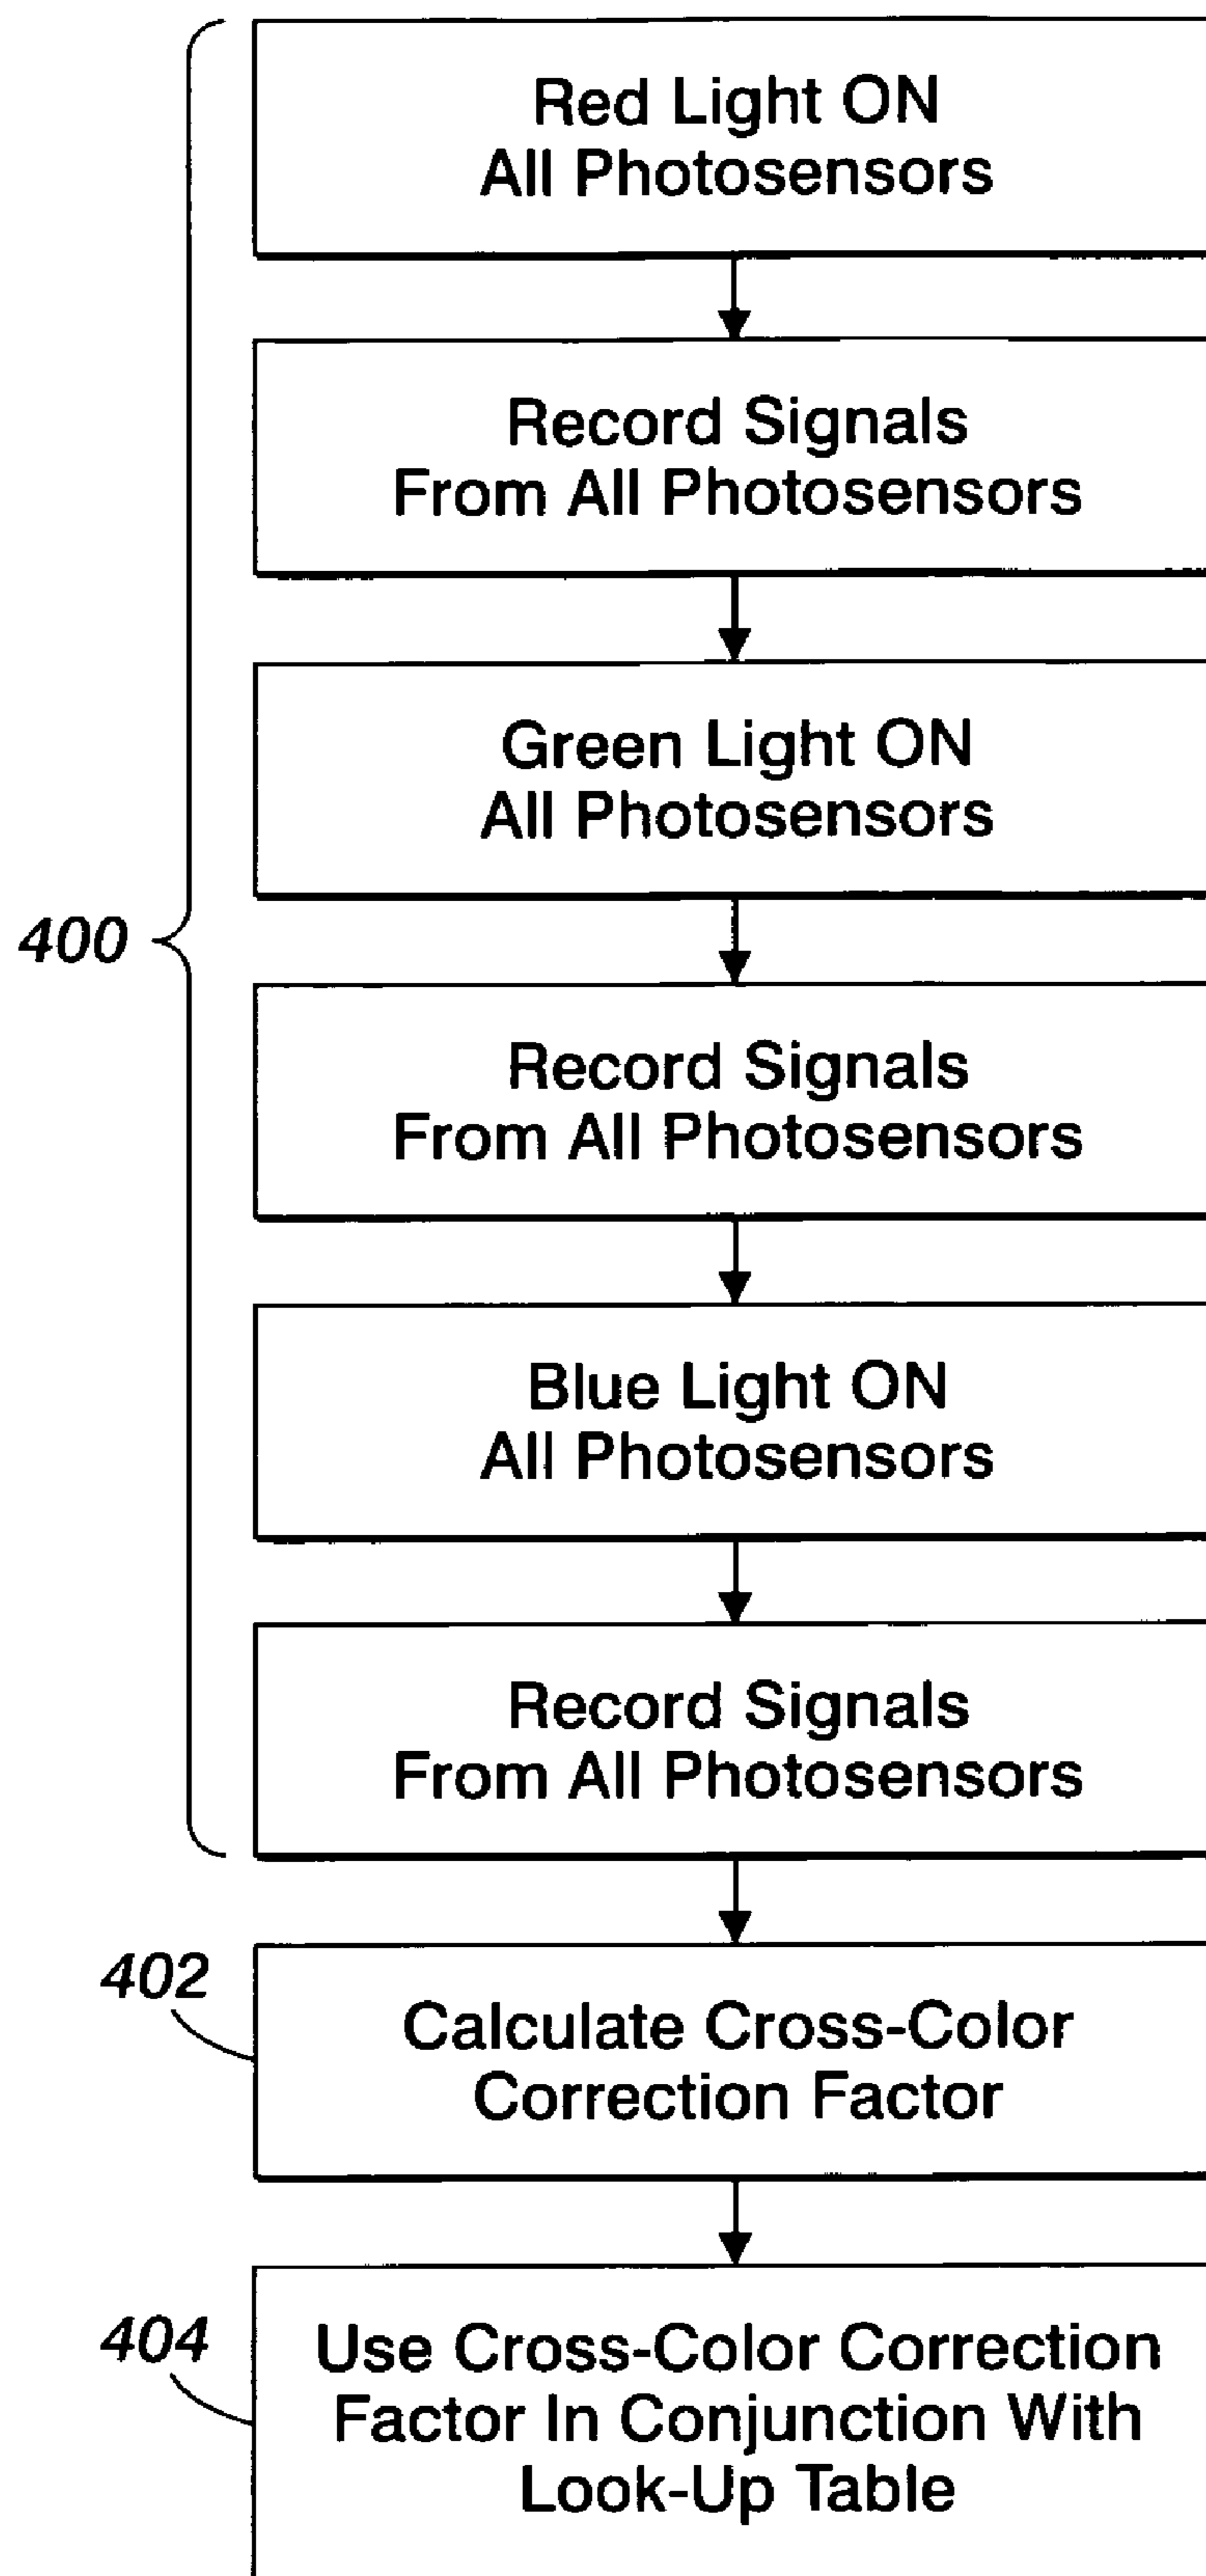 Red Light ON
All Photosensors
Record Signals
From All Photosensors
Green Light ON
All Photosensors
400
Record Signals
From All Photosensors
Blue Light ON
All Photosensors
Record Signals
From All Photosensors
402
Calculate Cross-Color
Correction Factor
404
Use Cross-Color Correction
Factor In Conjunction With
Look-Up Table